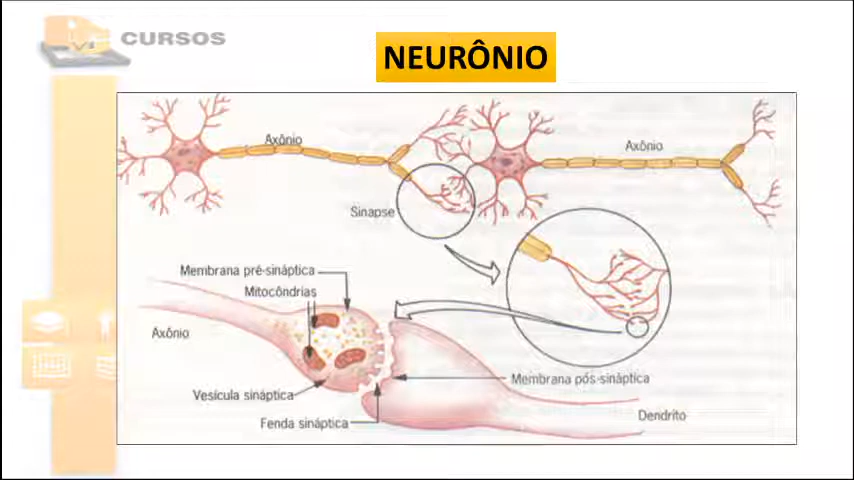 CURSOS
NEURÔNIO
Axônio
Axônio
Sinapse
Membrana pré-sináptica
Mitocôndrias
Axônio
Membrana pós-sináptica
Vesícula sináptica
Dendrito
Fenda sináptica